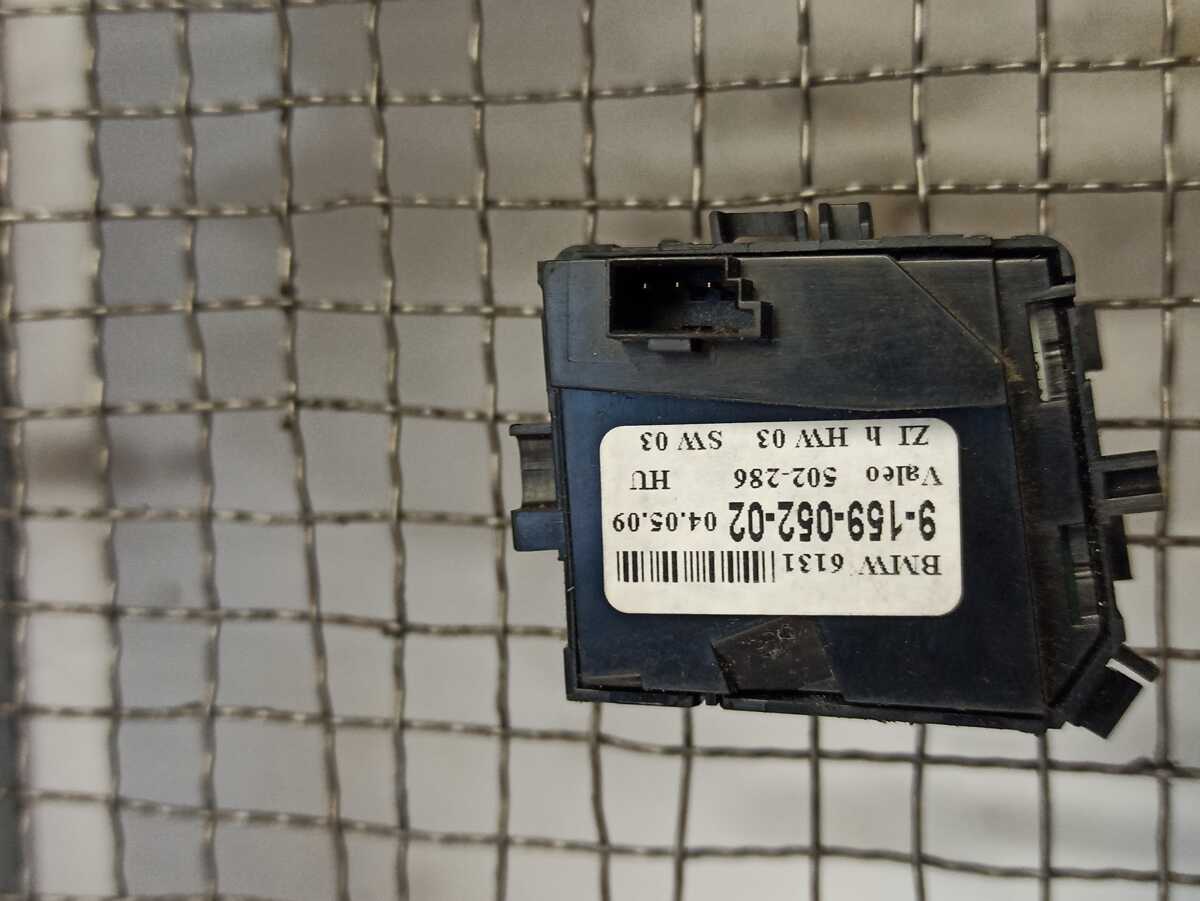 BMW 6131
9-159-052-02 04.05.09
Valeo 502-286 HU
ZI h HW 03 SW 03